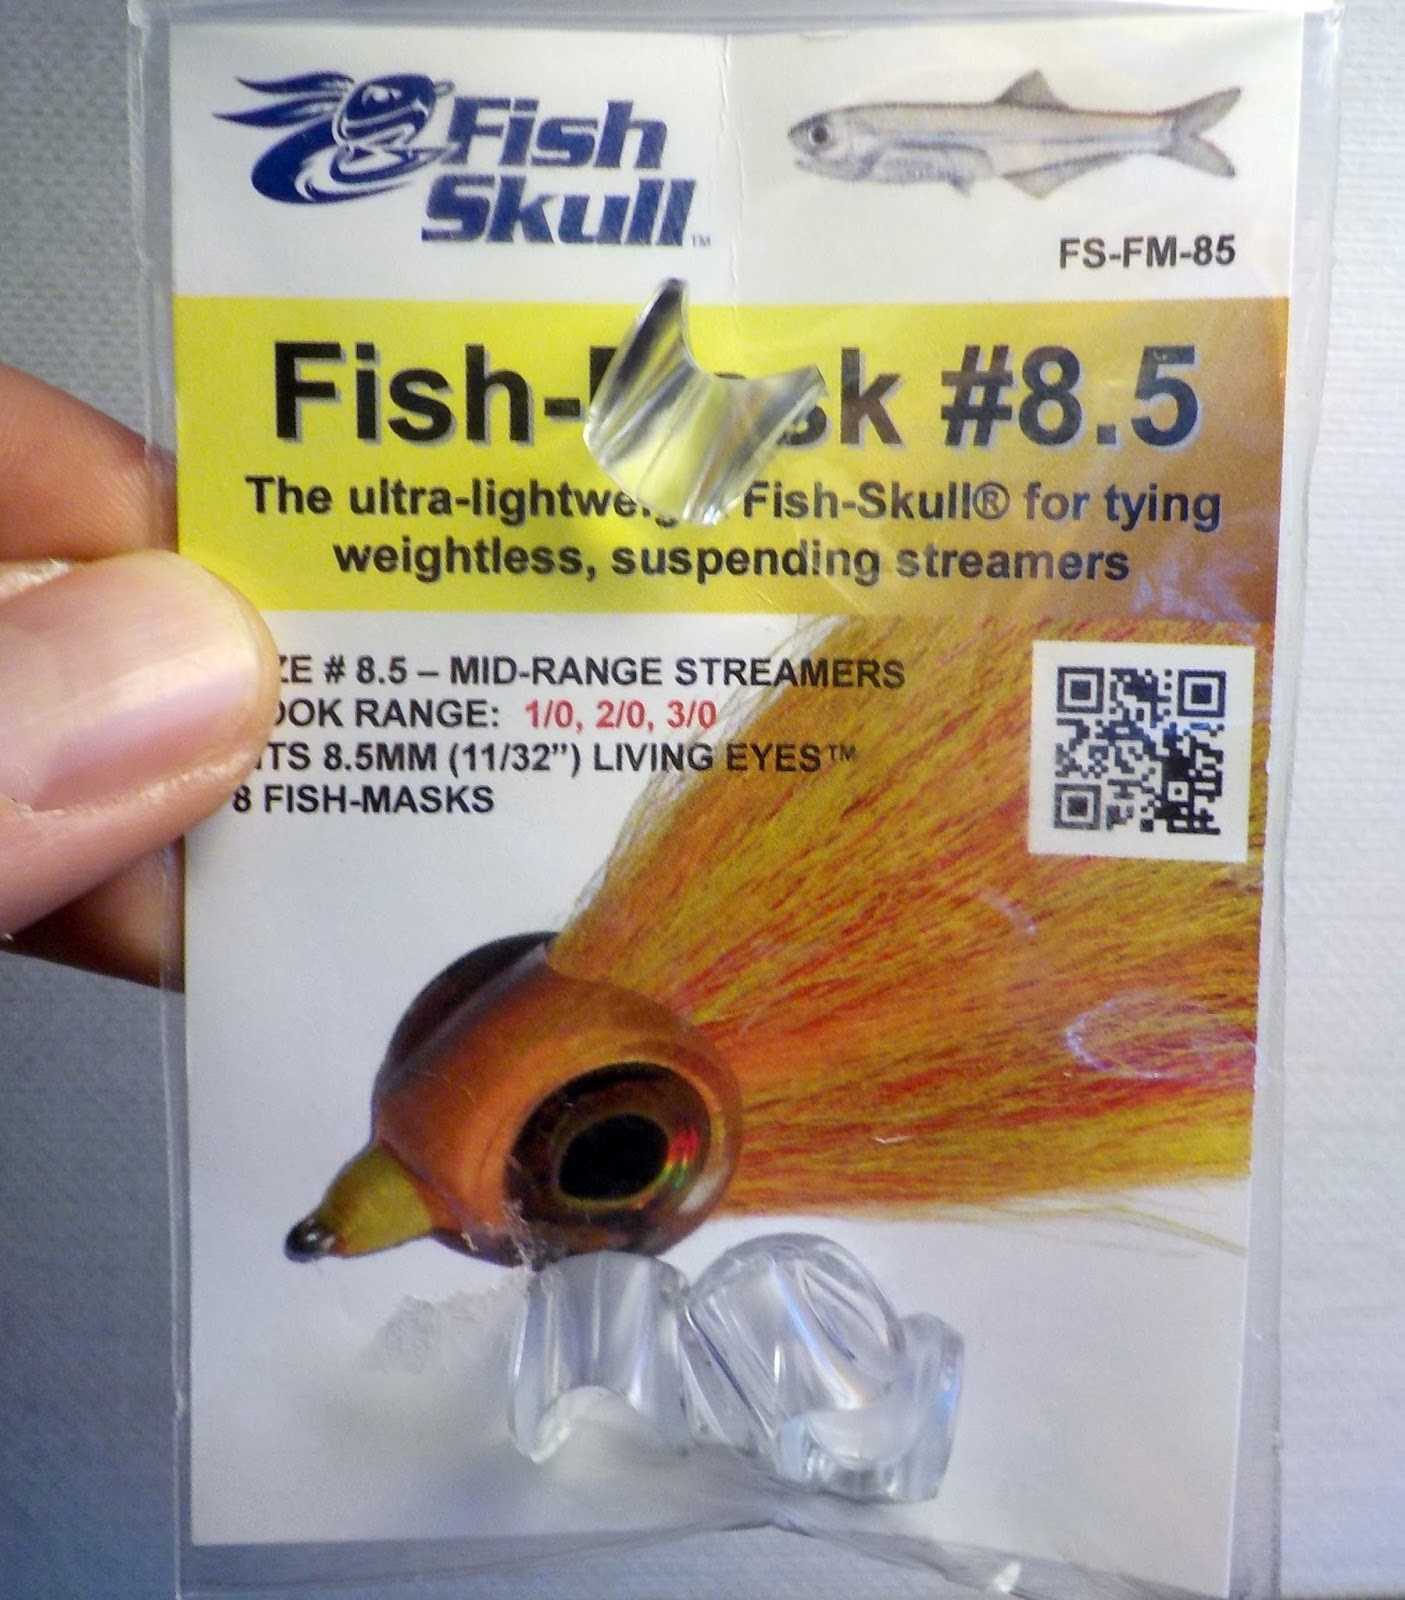 Fish
Skull™
FS-FM-85
Fish- sk #8.5
The ultra-lightwe Fish-Skull® for tying
weightless, suspending streamers
ZE # 8.5 – MID-RANGE STREAMERS
OOK RANGE: 1/0, 2/0, 3/0
ITS 8.5MM (11/32”) LIVING EYES™
8 FISH-MASKS